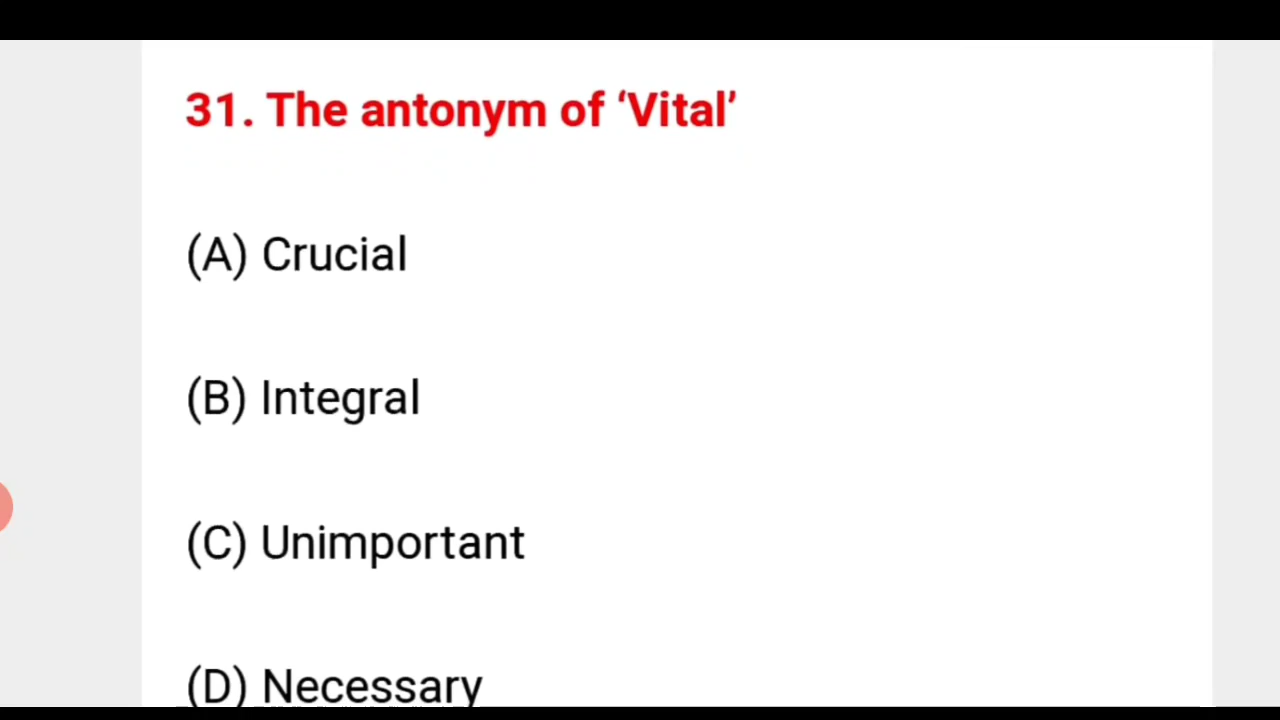 31. The antonym of ‘Vital’
(A) Crucial
(B) Integral
(C) Unimportant
(D) Necessary